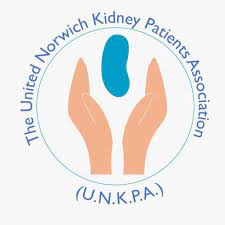 The United Norwich Kidney Patients Association
(U.N.K.P.A.)